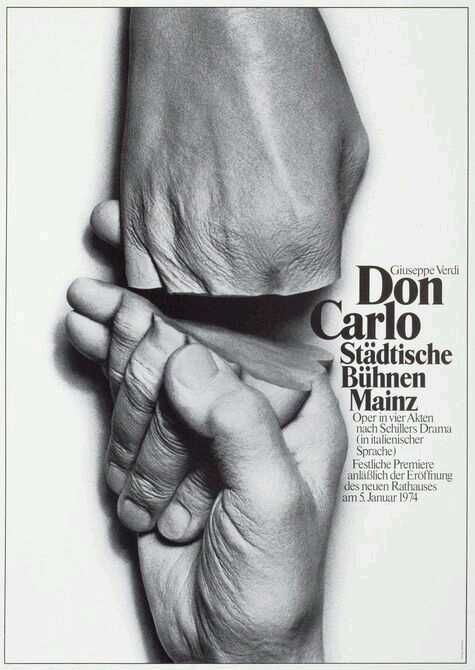 Giuseppe Verdi
Don
Carlo
Städtische
Bühnen
Mainz
Oper in vier Akten
nach Schillers Drama
(in italienischer
Sprache)
Festliche Premiere
anläßlich der Eröffnung
des neuen Rathauses
am 5. Januar 1974